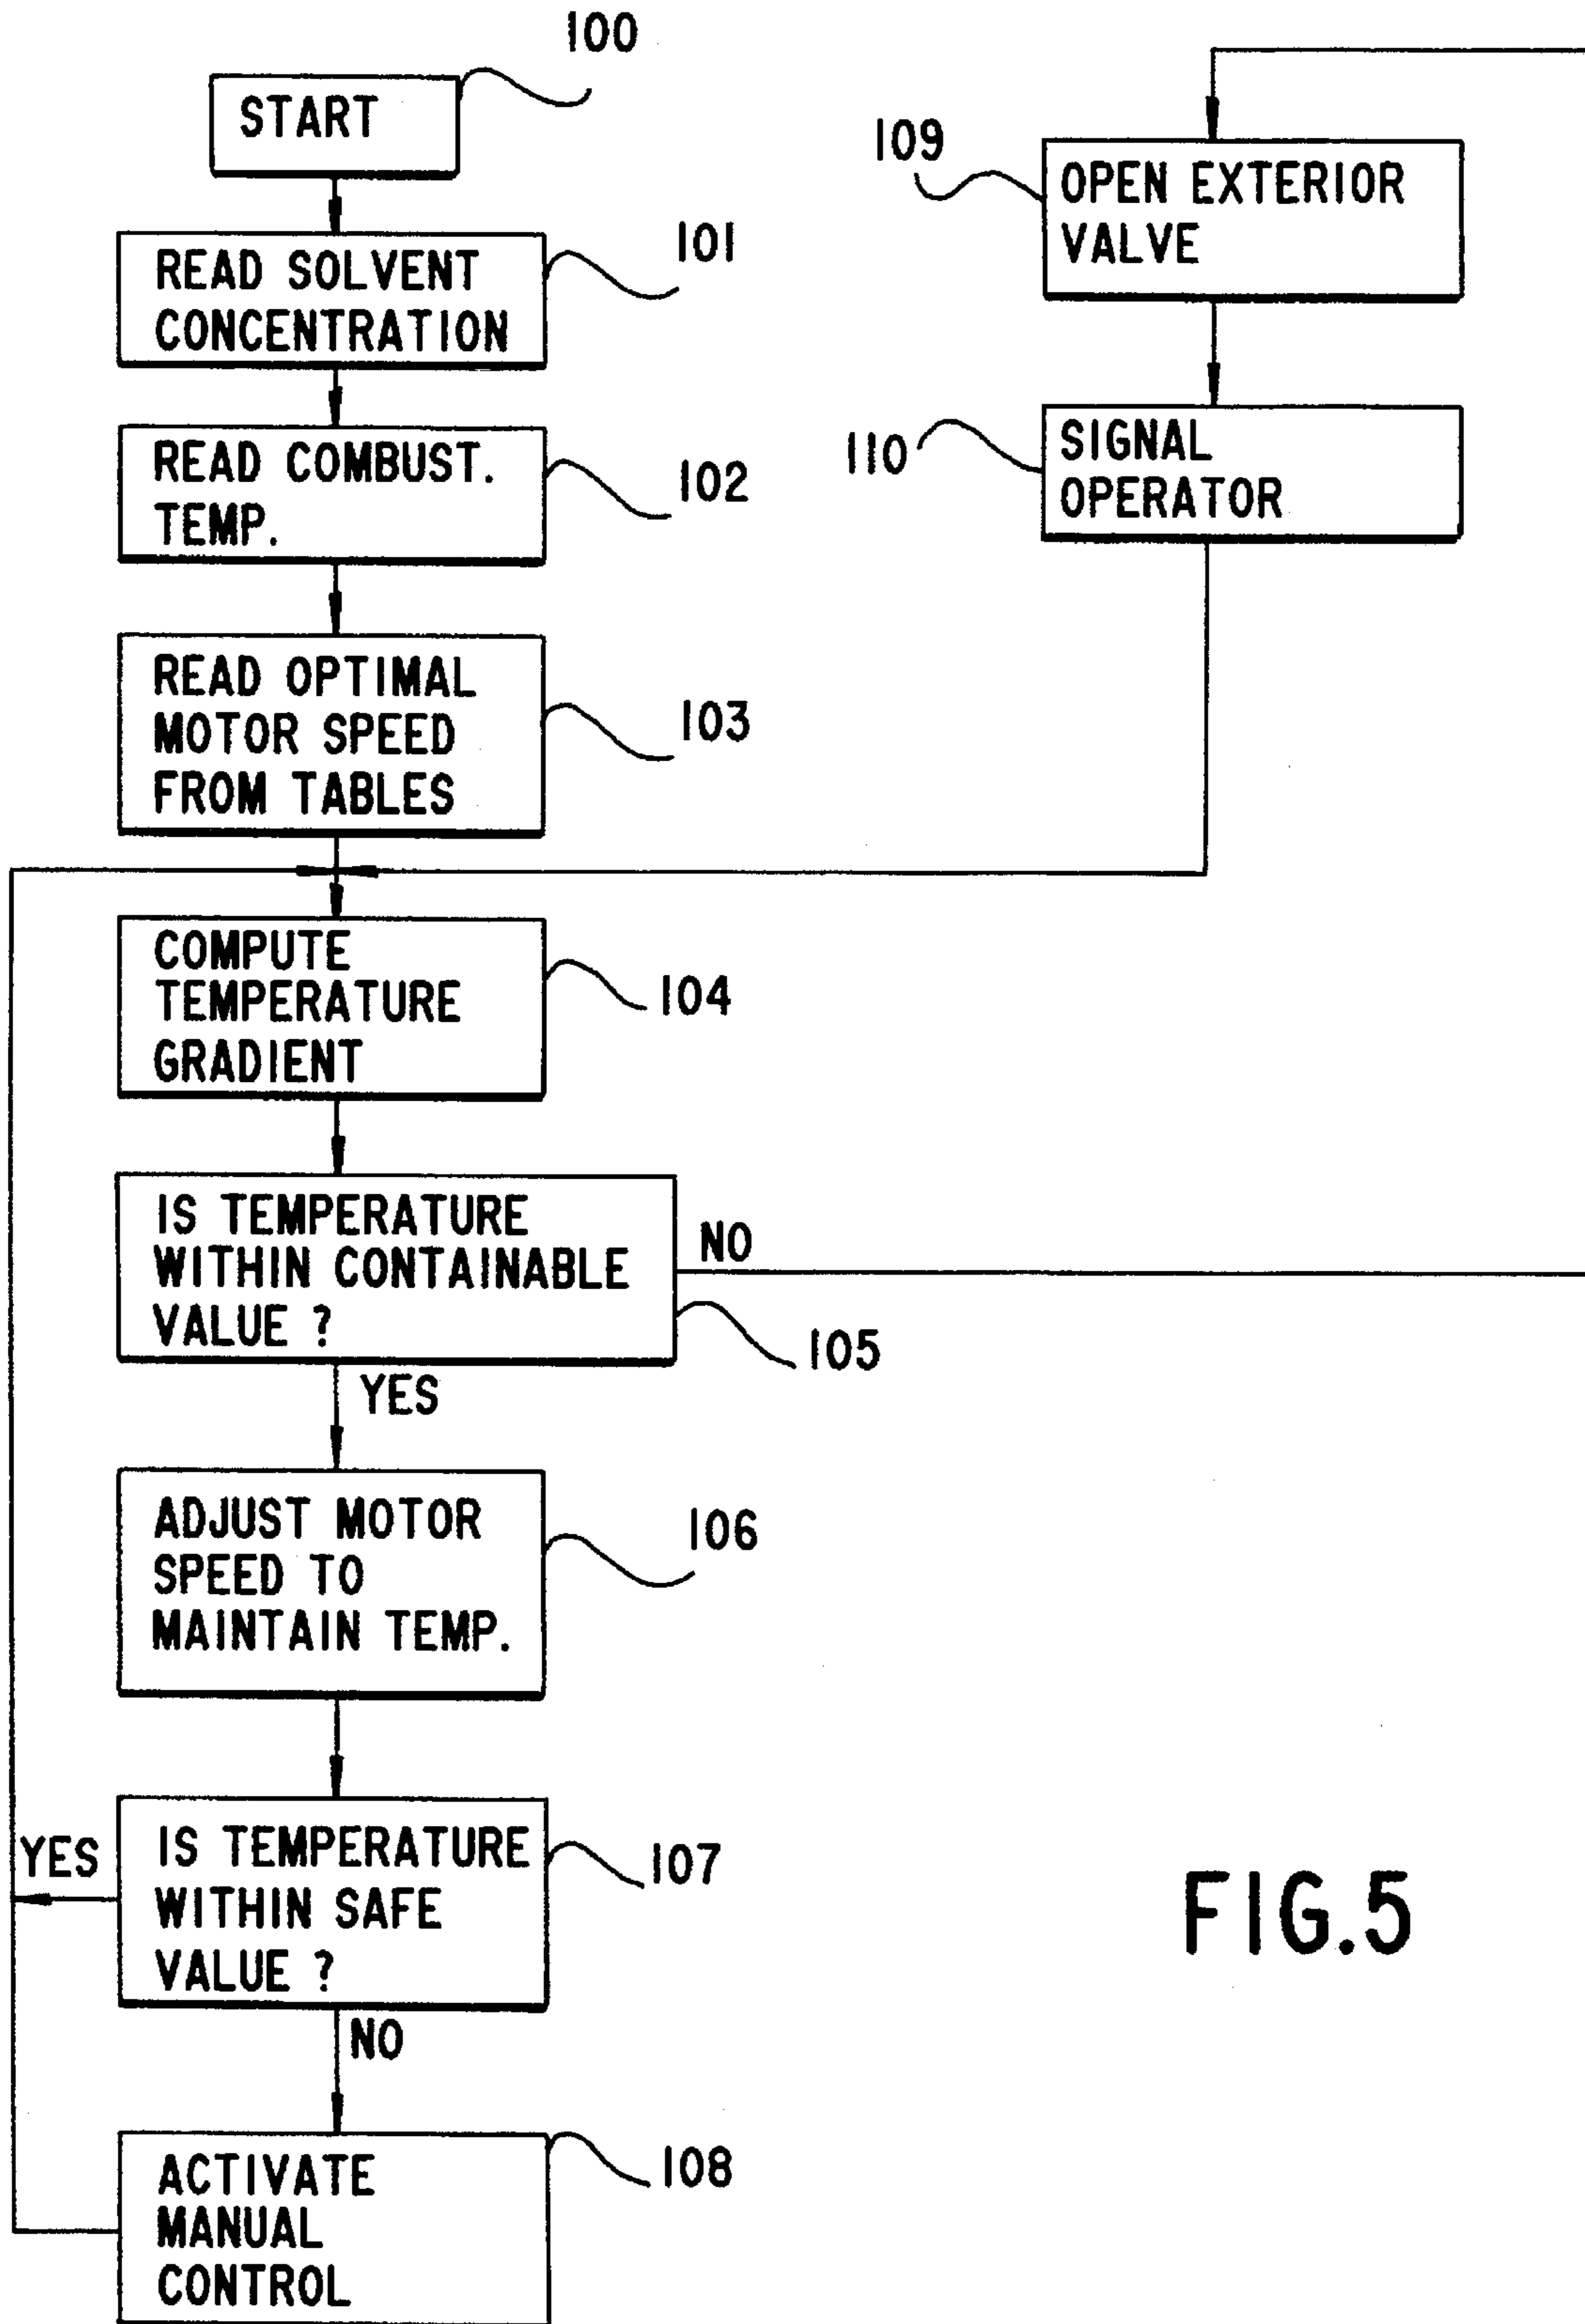 100
START
101
READ SOLVENT
CONCENTRATION
102
READ COMBUST.
TEMP.
103
READ OPTIMAL
MOTOR SPEED
FROM TABLES
104
COMPUTE
TEMPERATURE
GRADIENT
IS TEMPERATURE
WITHIN CONTAINABLE
VALUE ?
NO
105
YES
106
ADJUST MOTOR
SPEED TO
MAINTAIN TEMP.
107
IS TEMPERATURE
WITHIN SAFE
VALUE ?
YES
NO
108
ACTIVATE
MANUAL
CONTROL
109
OPEN EXTERIOR
VALVE
110
SIGNAL
OPERATOR
FIG.5